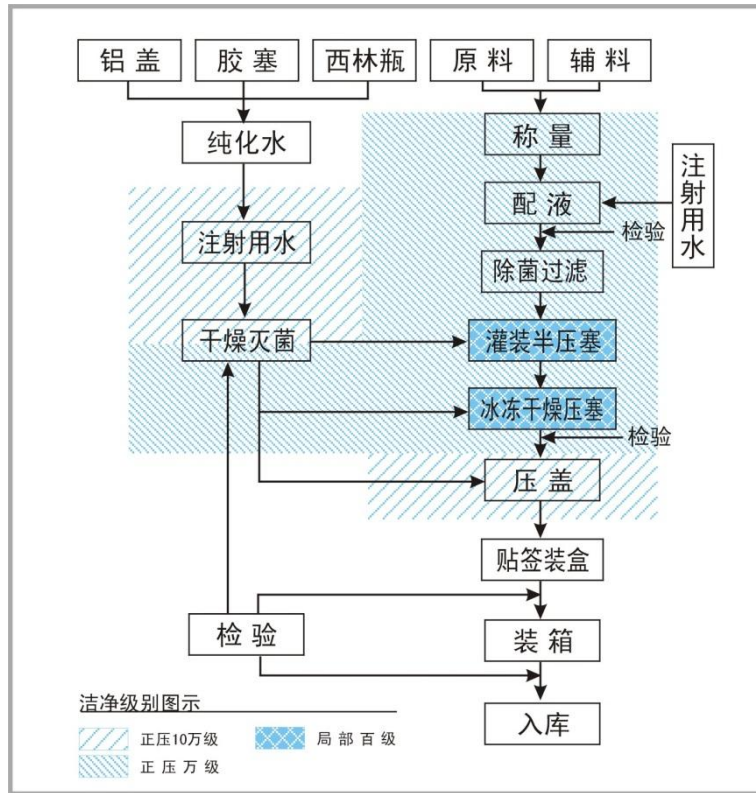 铝盖
胶塞
西林瓶
原料
辅料
纯化水
称量
注射用水
配液
检验
注射用水
除菌过滤
干燥灭菌
灌装半压塞
冰冻干燥压塞
检验
压盖
贴签装盒
检验
装箱
入库
洁净级别图示
正压10万级
局部百级
正压万级